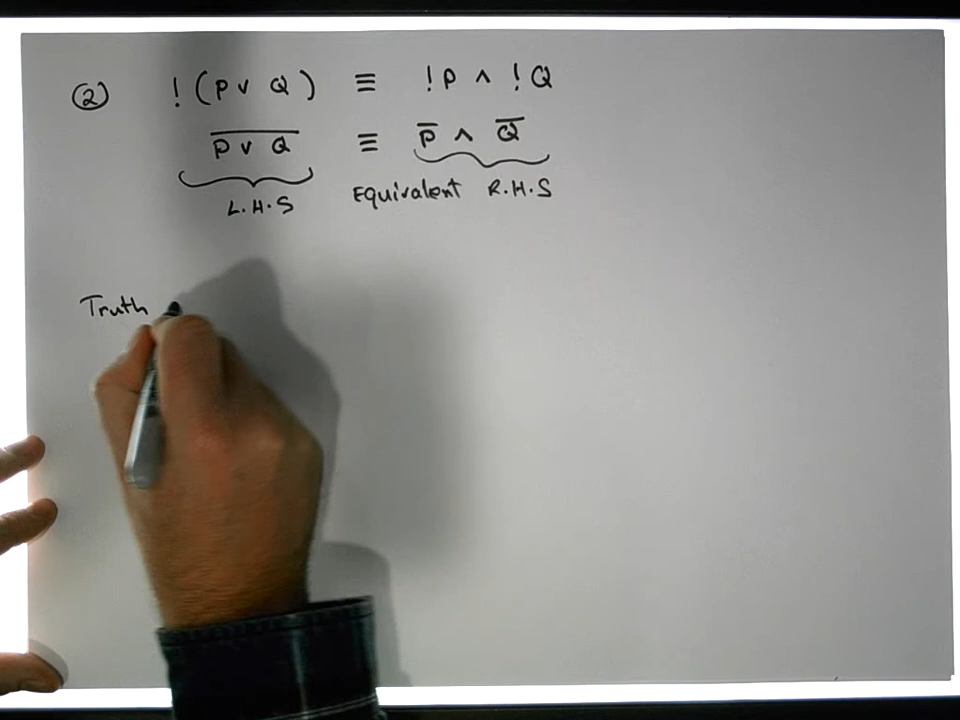 ② !(P ∨ Q) ≡ !P ∧ !Q
P̅ ̅∨̅ ̅Q̅ ≡ P̅ ∧ Q̅
L.H.S Equivalent R.H.S
Truth